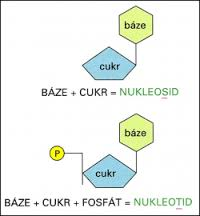 báze
cukr
BÁZE + CUKR = NUKLEOSID
báze
P
cukr
BÁZE + CUKR + FOSFÁT = NUKLEOTID